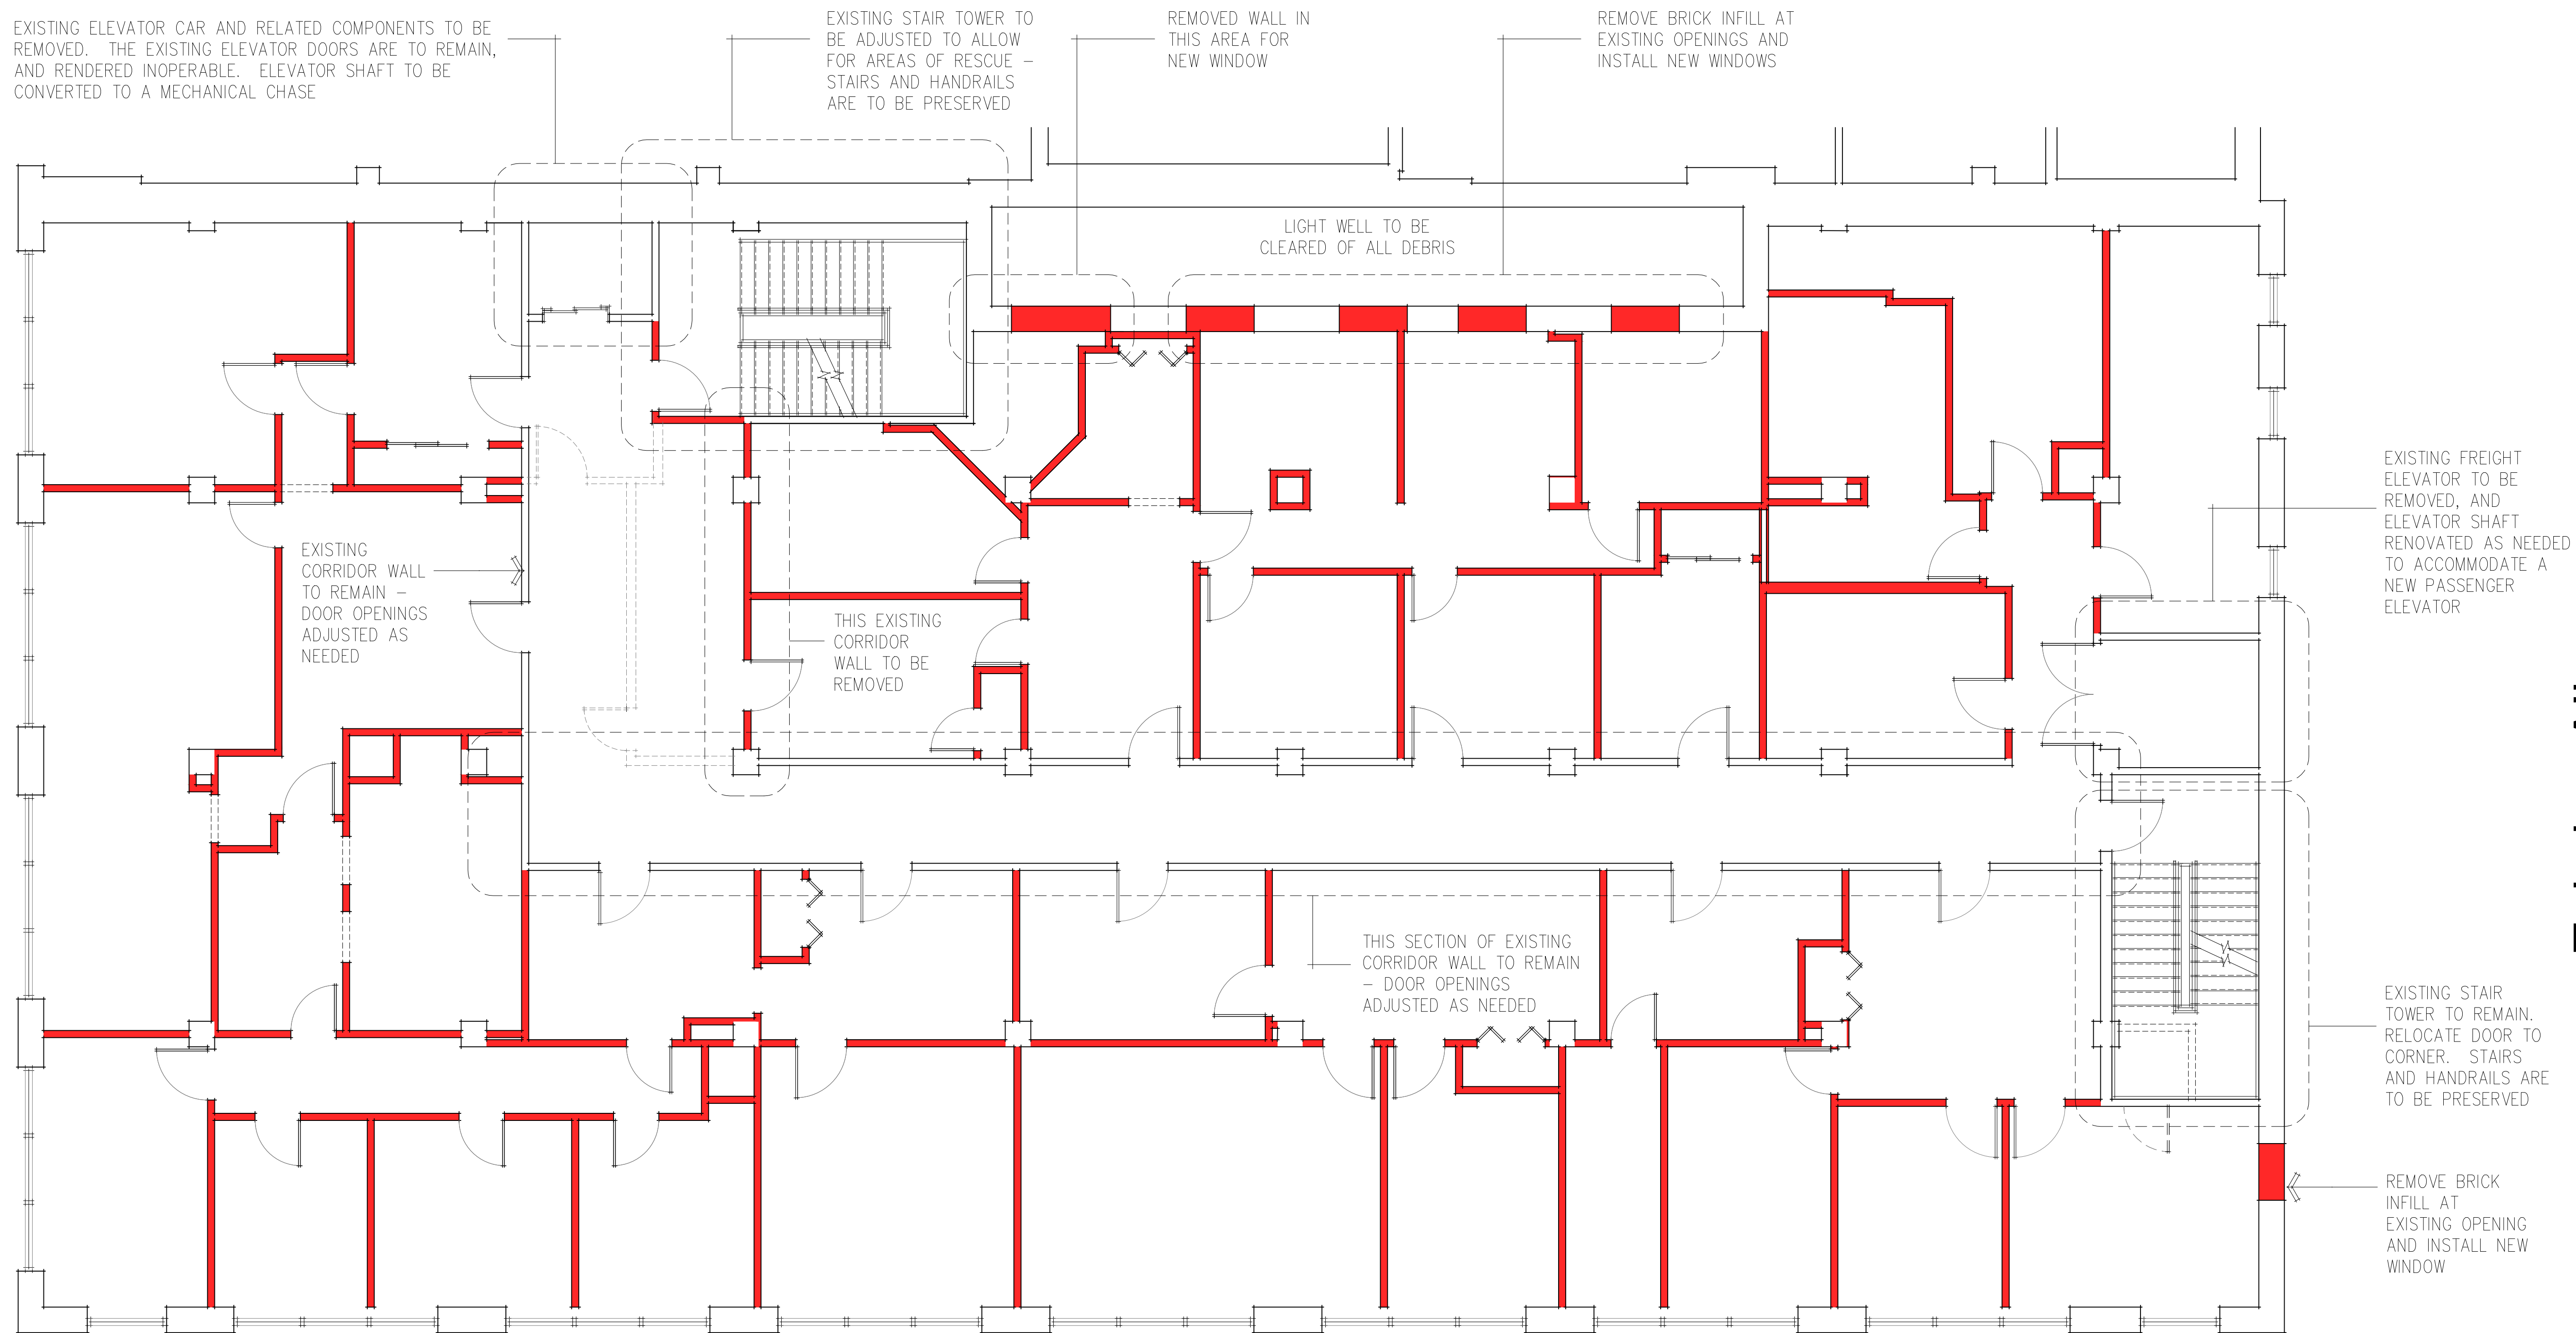 EXISTING ELEVATOR CAR AND RELATED COMPONENTS TO BE
REMOVED.  THE EXISTING ELEVATOR DOORS ARE TO REMAIN,
AND RENDERED INOPERABLE.  ELEVATOR SHAFT TO BE
CONVERTED TO A MECHANICAL CHASE
EXISTING STAIR TOWER TO
BE ADJUSTED TO ALLOW
FOR AREAS OF RESCUE –
STAIRS AND HANDRAILS
ARE TO BE PRESERVED
REMOVED WALL IN
THIS AREA FOR
NEW WINDOW
REMOVE BRICK INFILL AT
EXISTING OPENINGS AND
INSTALL NEW WINDOWS
LIGHT WELL TO BE
CLEARED OF ALL DEBRIS
EXISTING FREIGHT
ELEVATOR TO BE
REMOVED, AND
ELEVATOR SHAFT
RENOVATED AS NEEDED
TO ACCOMMODATE A
NEW PASSENGER
ELEVATOR
EXISTING
CORRIDOR WALL
TO REMAIN –
DOOR OPENINGS
ADJUSTED AS
NEEDED
THIS EXISTING
CORRIDOR
WALL TO BE
REMOVED
THIS SECTION OF EXISTING
CORRIDOR WALL TO REMAIN
– DOOR OPENINGS
ADJUSTED AS NEEDED
EXISTING STAIR
TOWER TO REMAIN.
RELOCATE DOOR TO
CORNER.  STAIRS
AND HANDRAILS ARE
TO BE PRESERVED
REMOVE BRICK
INFILL AT
EXISTING OPENING
AND INSTALL NEW
WINDOW